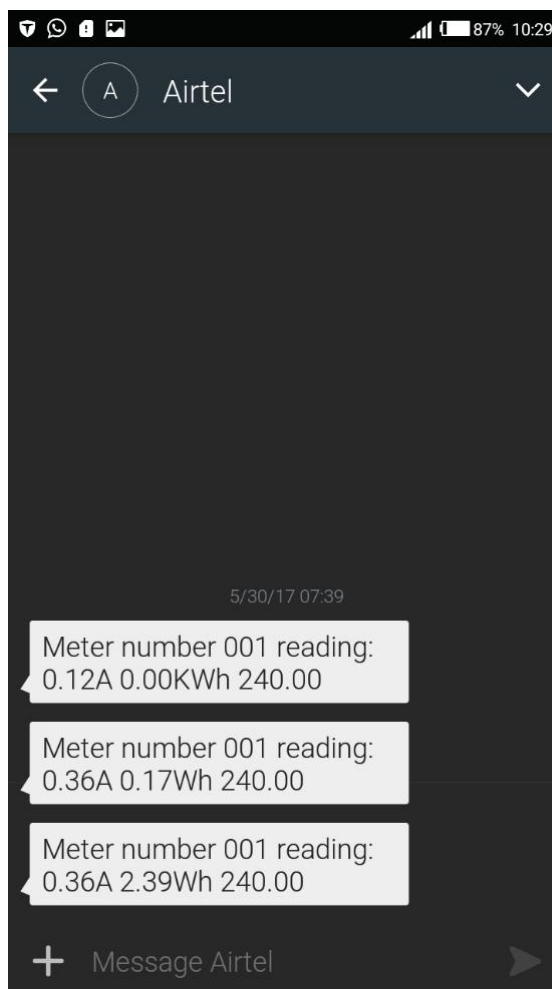 87% 10:29
A Airtel
5/30/17 07:39
Meter number 001 reading:
0.12A 0.00KWh 240.00
Meter number 001 reading:
0.36A 0.17Wh 240.00
Meter number 001 reading:
0.36A 2.39Wh 240.00
Message Airtel